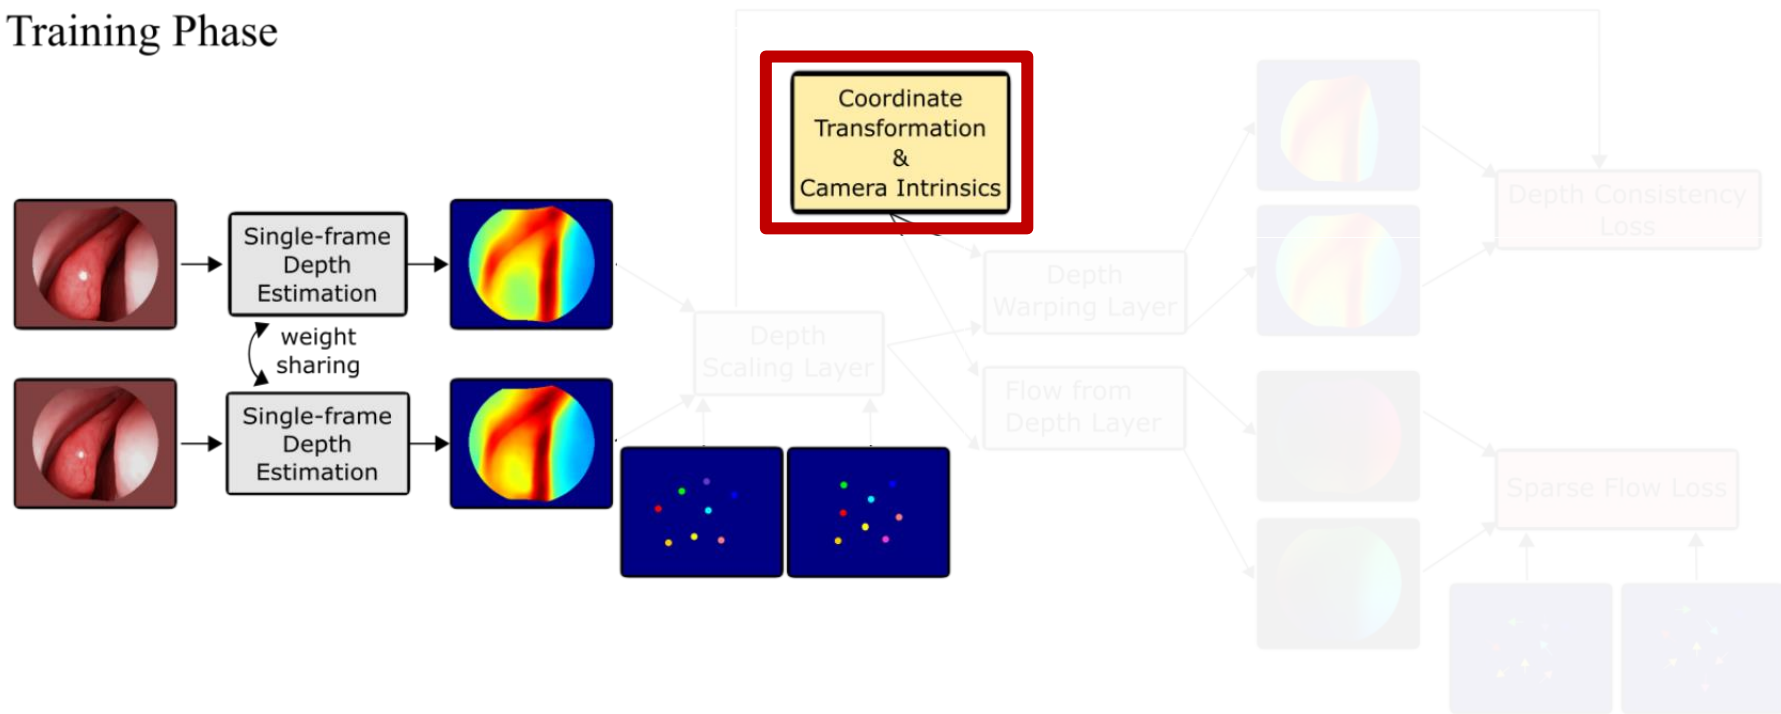 Training Phase
Coordinate
Transformation
&
Camera Intrinsics
Single-frame
Depth
Estimation
weight
sharing
Single-frame
Depth
Estimation
Depth
Scaling Layer
Depth
Warping Layer
Flow from
Depth Layer
Depth Consistency
Loss
Sparse Flow Loss